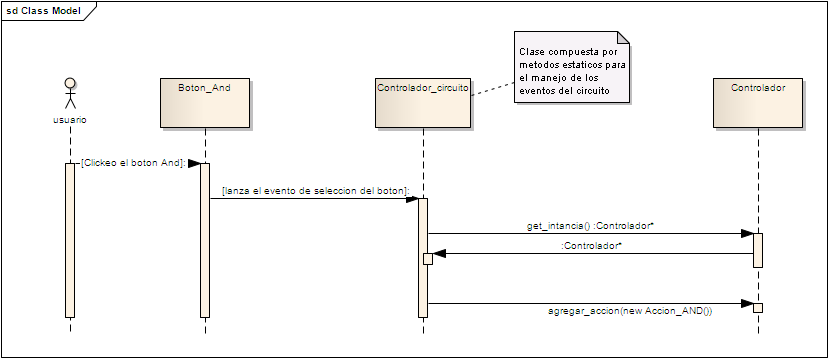 sd Class Model
Clase compuesta por
metodos estaticos para
el manejo de los
eventos del circuito
Boton_And
Controlador_circuito
Controlador
usuario
[Clickeo el boton And]:
[lanza el evento de seleccion del boton]:
get_intancia() :Controlador*
:Controlador*
agregar_accion(new Accion_AND())